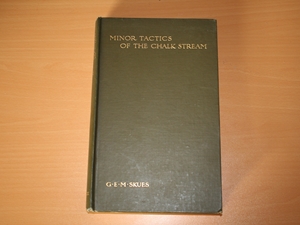 MINOR TACTICS
OF THE CHALK STREAM
G·E·M·SKUES